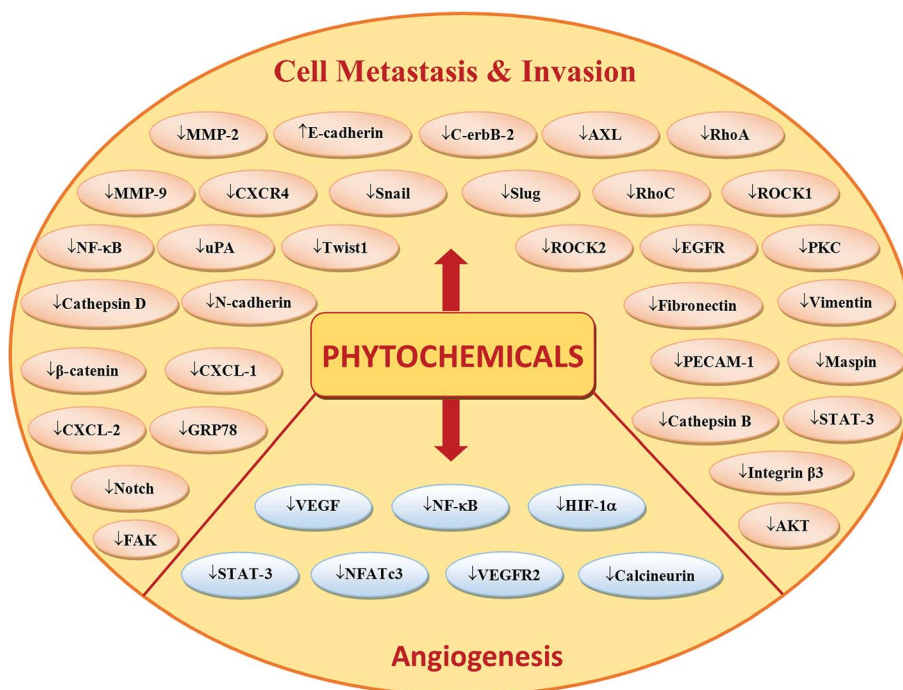 Cell Metastasis & Invasion
↓MMP-2
↑E-cadherin
↓C-erbB-2
↓AXL
↓RhoA
↓MMP-9
↓CXCR4
↓Snail
↓Slug
↓RhoC
↓ROCK1
↓NF-κB
↓uPA
↓Twist1
↓ROCK2
↓EGFR
↓PKC
↓Cathepsin D
↓N-cadherin
↓Fibronectin
↓Vimentin
PHYTOCHEMICALS
↓β-catenin
↓CXCL-1
↓PECAM-1
↓Maspin
↓CXCL-2
↓GRP78
↓Cathepsin B
↓STAT-3
↓Notch
↓Integrin β3
↓FAK
↓AKT
↓VEGF
↓NF-κB
↓HIF-1α
↓STAT-3
↓NFATc3
↓VEGFR2
↓Calcineurin
Angiogenesis